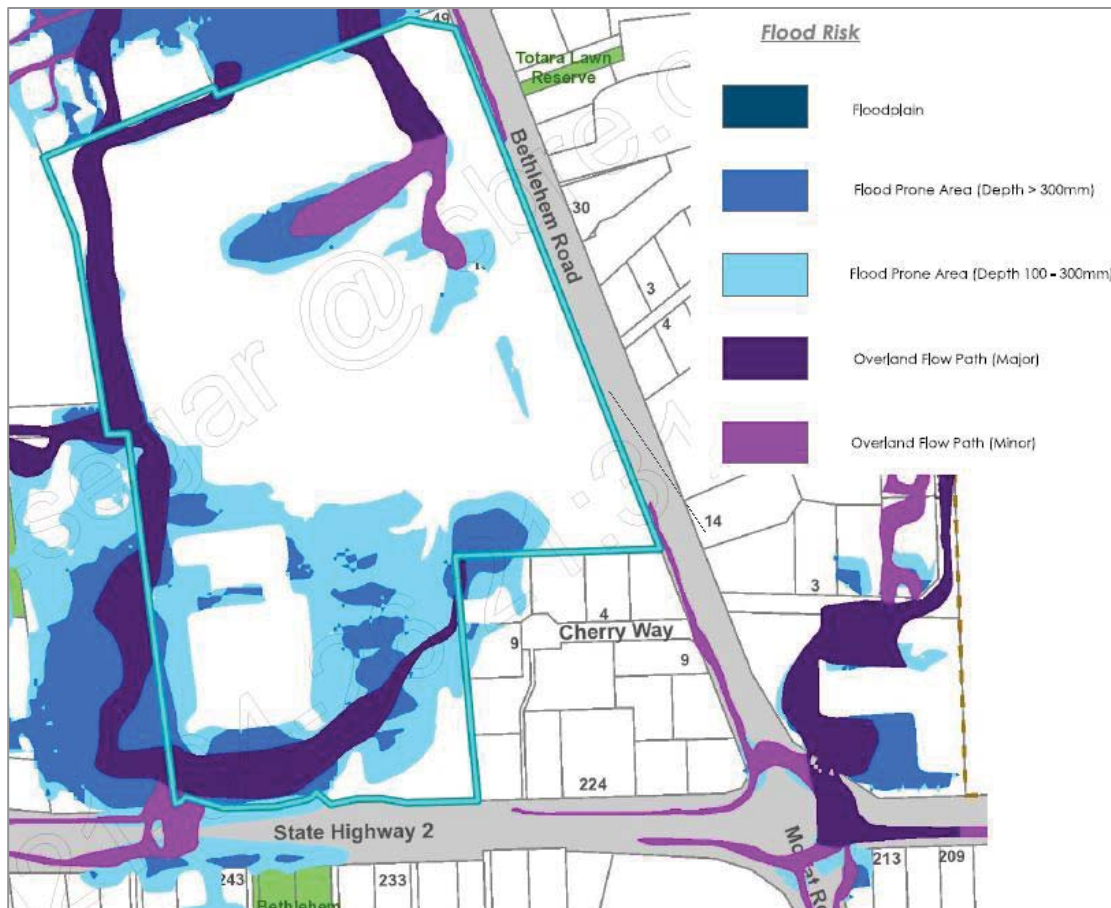 Flood Risk
Floodplain
Flood Prone Area (Depth > 300mm)
Flood Prone Area (Depth 100 - 300mm)
Overland Flow Path (Major)
Overland Flow Path (Minor)
49
Totara Lawn
Reserve
Bethlehem Road
30
3
4
14
3
4
9
Cherry Way
9
224
State Highway 2
213
209
243
233
Bethlehem